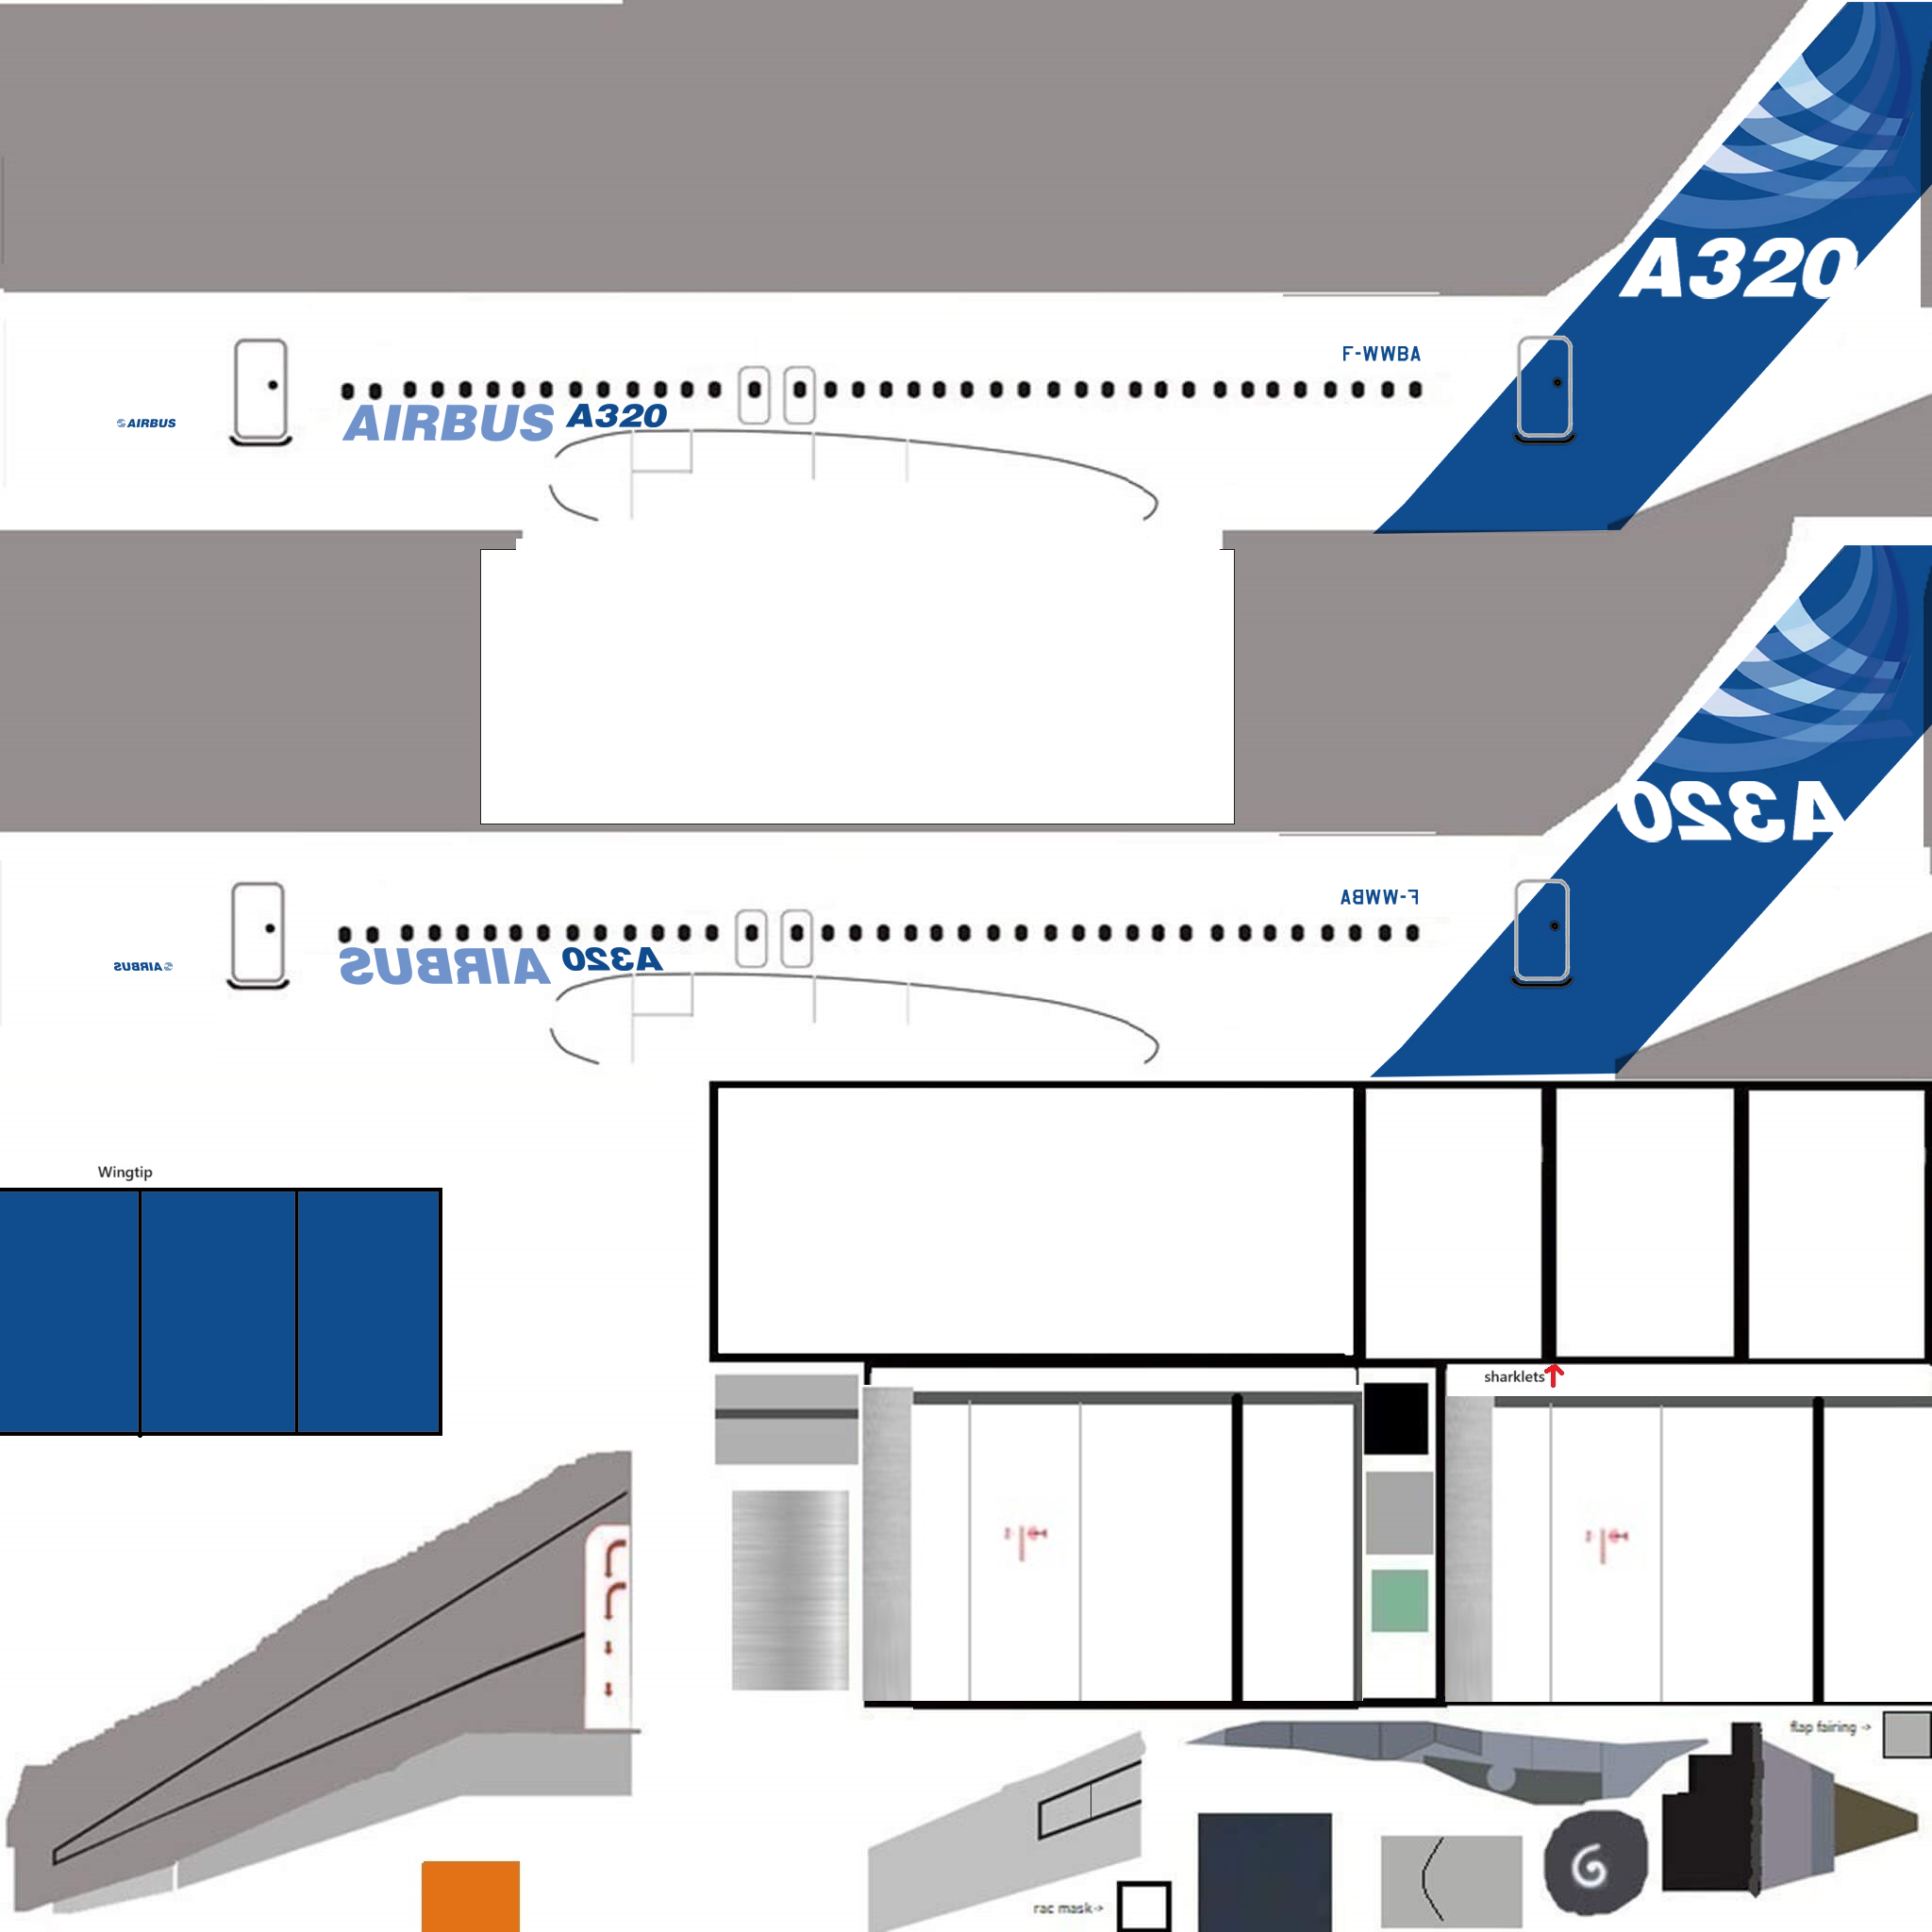 A320
F-WWBA
AIRBUS
AIRBUS A320
A320
F-WWBA
AIRBUS
AIRBUS A320
Wingtip
sharklets
flap fairing ->
rac mask->